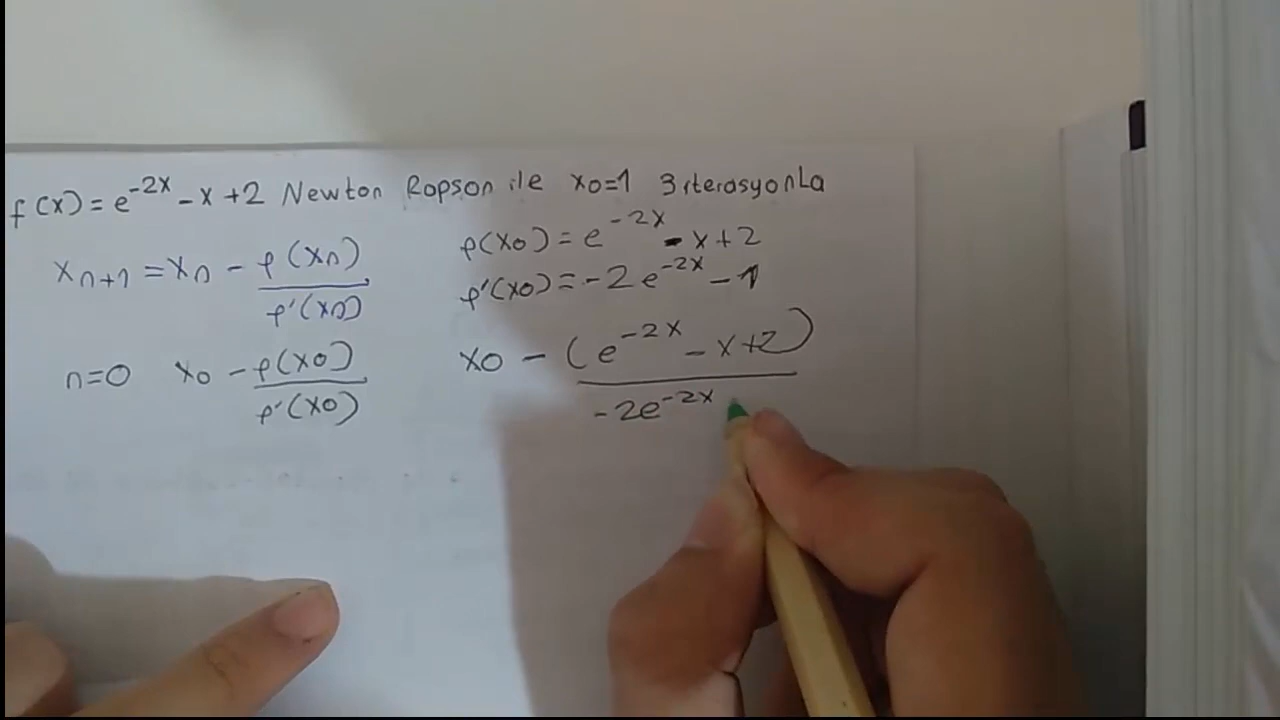 f(x) = e^-2x - x + 2 Newton Rapson ile x0=1 3 iterasyonla
xn+1 = xn - f(xn) / f'(xn)
f(x0) = e^-2x - x + 2
f'(x0) = -2e^-2x - 1
n=0 x0 - f(x0) / f'(x0)
x0 - (e^-2x - x+2) / -2e^-2x